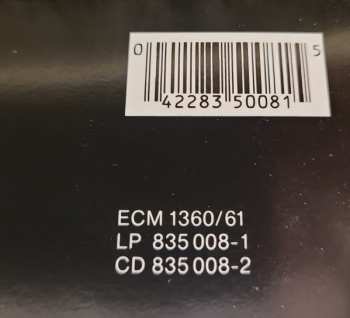 0 5
42283 50081
ECM 1360/61
LP 835 008-1
CD 835 008-2